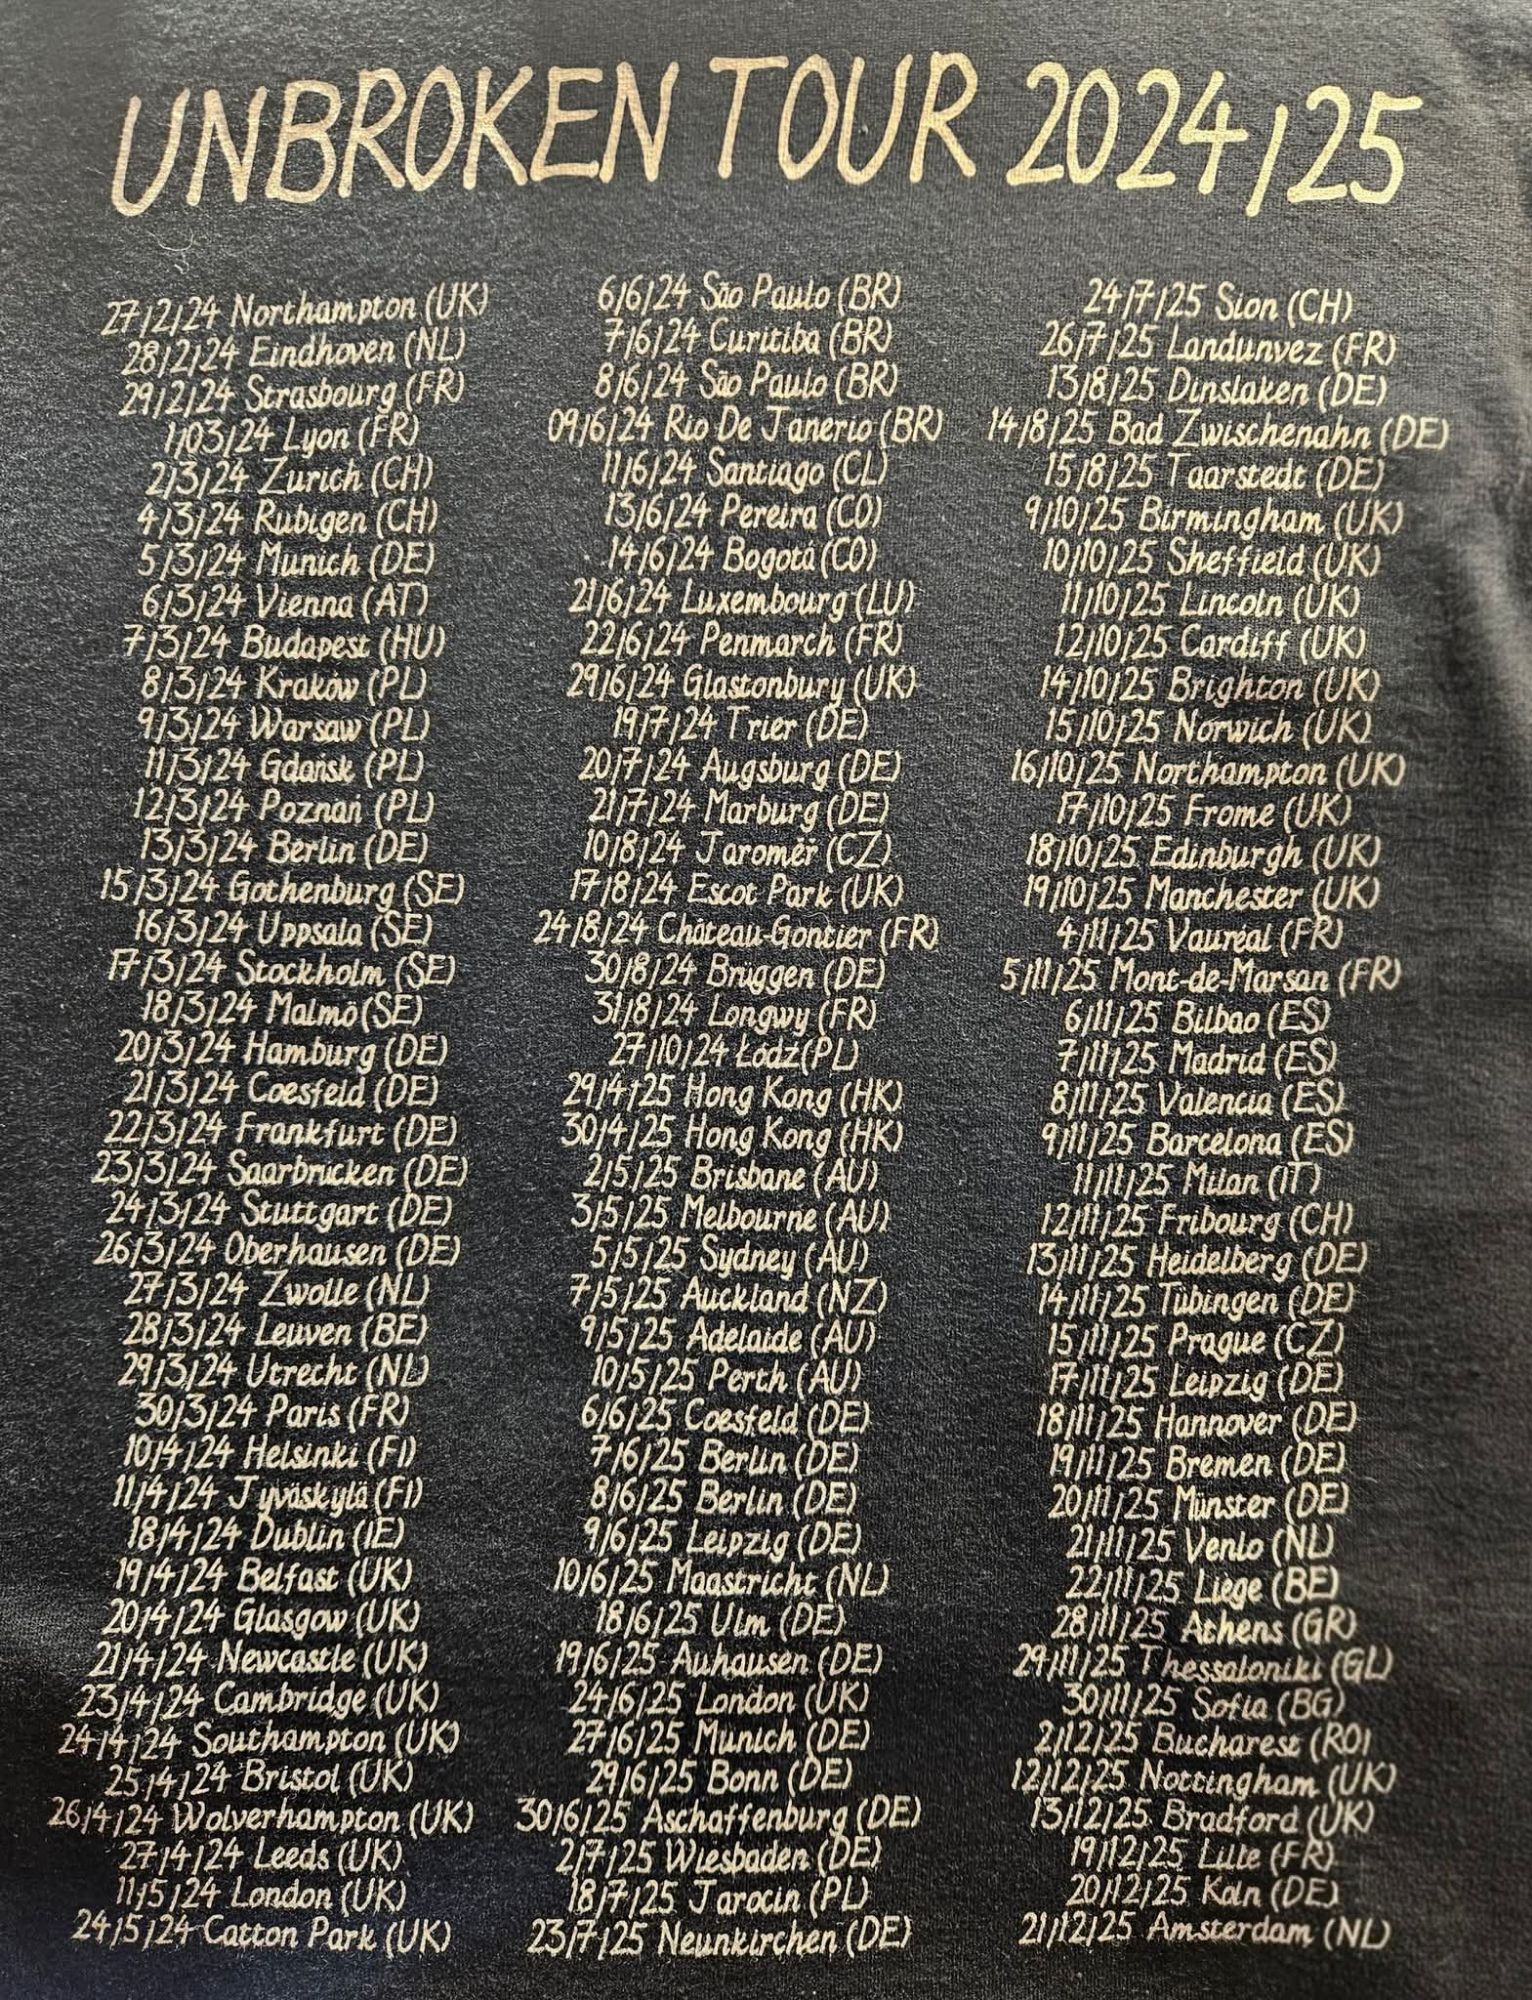 UNBROKEN TOUR 2024/25
27/2/24 Northampton (UK)
28/2/24 Eindhoven (NL)
29/2/24 Strasbourg (FR)
1/03/24 Lyon (FR)
2/3/24 Zurich (CH)
4/3/24 Rubigen (CH)
5/3/24 Munich (DE)
6/3/24 Vienna (AT)
7/3/24 Budapest (HU)
8/3/24 Kraków (PL)
9/3/24 Warsaw (PL)
11/3/24 Gdańsk (PL)
12/3/24 Poznań (PL)
13/3/24 Berlin (DE)
15/3/24 Gothenburg (SE)
16/3/24 Uppsala (SE)
17/3/24 Stockholm (SE)
18/3/24 Malmö (SE)
20/3/24 Hamburg (DE)
21/3/24 Coesfeld (DE)
22/3/24 Frankfurt (DE)
23/3/24 Saarbrücken (DE)
24/3/24 Stuttgart (DE)
26/3/24 Oberhausen (DE)
27/3/24 Zwolle (NL)
28/3/24 Leuven (BE)
29/3/24 Utrecht (NL)
30/3/24 Paris (FR)
10/4/24 Helsinki (FI)
11/4/24 Jyväskylä (FI)
18/4/24 Dublin (IE)
19/4/24 Belfast (UK)
20/4/24 Glasgow (UK)
21/4/24 Newcastle (UK)
23/4/24 Cambridge (UK)
24/4/24 Southampton (UK)
25/4/24 Bristol (UK)
26/4/24 Wolverhampton (UK)
27/4/24 Leeds (UK)
11/5/24 London (UK)
24/5/24 Catton Park (UK)
6/6/24 São Paulo (BR)
7/6/24 Curitiba (BR)
8/6/24 São Paulo (BR)
09/6/24 Rio De Janerio (BR)
11/6/24 Santiago (CL)
13/6/24 Pereira (CO)
14/6/24 Bogotá (CO)
21/6/24 Luxembourg (LU)
22/6/24 Penmarch (FR)
29/6/24 Glastonbury (UK)
19/7/24 Trier (DE)
20/7/24 Augsburg (DE)
21/7/24 Marburg (DE)
10/8/24 Jaroměř (CZ)
17/8/24 Escot Park (UK)
24/8/24 Château-Gontier (FR)
30/8/24 Brüggen (DE)
31/8/24 Longwy (FR)
27/10/24 Łódź (PL)
29/4/25 Hong Kong (HK)
30/4/25 Hong Kong (HK)
2/5/25 Brisbane (AU)
3/5/25 Melbourne (AU)
5/5/25 Sydney (AU)
7/5/25 Auckland (NZ)
9/5/25 Adelaide (AU)
10/5/25 Perth (AU)
6/6/25 Coesfeld (DE)
7/6/25 Berlin (DE)
8/6/25 Berlin (DE)
9/6/25 Leipzig (DE)
10/6/25 Maastricht (NL)
18/6/25 Ulm (DE)
19/6/25 Auhausen (DE)
24/6/25 London (UK)
27/6/25 Munich (DE)
29/6/25 Bonn (DE)
30/6/25 Aschaffenburg (DE)
2/7/25 Wiesbaden (DE)
18/7/25 Jarocin (PL)
23/7/25 Neunkirchen (DE)
24/7/25 Sion (CH)
26/7/25 Landunvez (FR)
13/8/25 Dinslaken (DE)
14/8/25 Bad Zwischenahn (DE)
15/8/25 Taarstedt (DE)
9/10/25 Birmingham (UK)
10/10/25 Sheffield (UK)
11/10/25 Lincoln (UK)
12/10/25 Cardiff (UK)
14/10/25 Brighton (UK)
15/10/25 Norwich (UK)
16/10/25 Northampton (UK)
17/10/25 Frome (UK)
18/10/25 Edinburgh (UK)
19/10/25 Manchester (UK)
4/11/25 Vauréal (FR)
5/11/25 Mont-de-Marsan (FR)
6/11/25 Bilbao (ES)
7/11/25 Madrid (ES)
8/11/25 Valencia (ES)
9/11/25 Barcelona (ES)
11/11/25 Milan (IT)
12/11/25 Fribourg (CH)
13/11/25 Heidelberg (DE)
14/11/25 Tübingen (DE)
15/11/25 Prague (CZ)
17/11/25 Leipzig (DE)
18/11/25 Hannover (DE)
19/11/25 Bremen (DE)
20/11/25 Münster (DE)
21/11/25 Venlo (NL)
22/11/25 Liège (BE)
28/11/25 Athens (GR)
29/11/25 Thessaloniki (GL)
30/11/25 Sofia (BG)
2/12/25 Bucharest (RO)
12/12/25 Nottingham (UK)
13/12/25 Bradford (UK)
19/12/25 Lille (FR)
20/12/25 Koln (DE)
21/12/25 Amsterdam (NL)